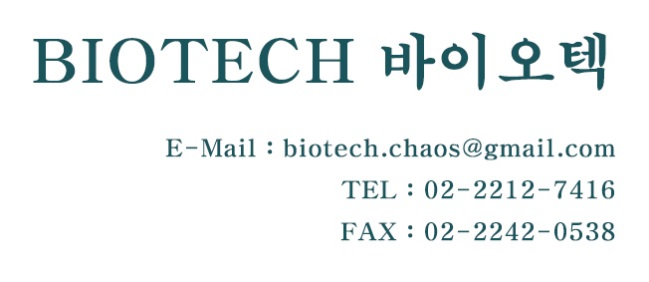 BIOTECH 바이오텍
E-Mail : biotech.chaos@gmail.com
TEL : 02-2212-7416
FAX : 02-2242-0538